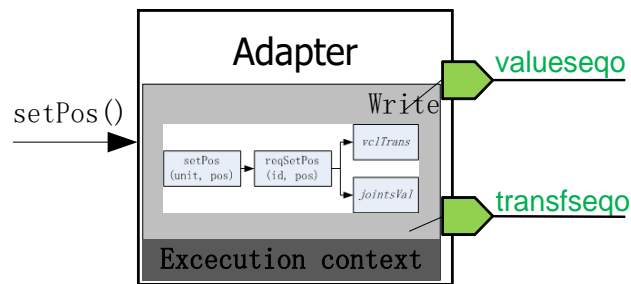 Adapter
valueseqo
Write
setPos()
vclTrans
setPos
(unit, pos)
reqSetPos
(id, pos)
jointsVal
transfseqo
Excecution context